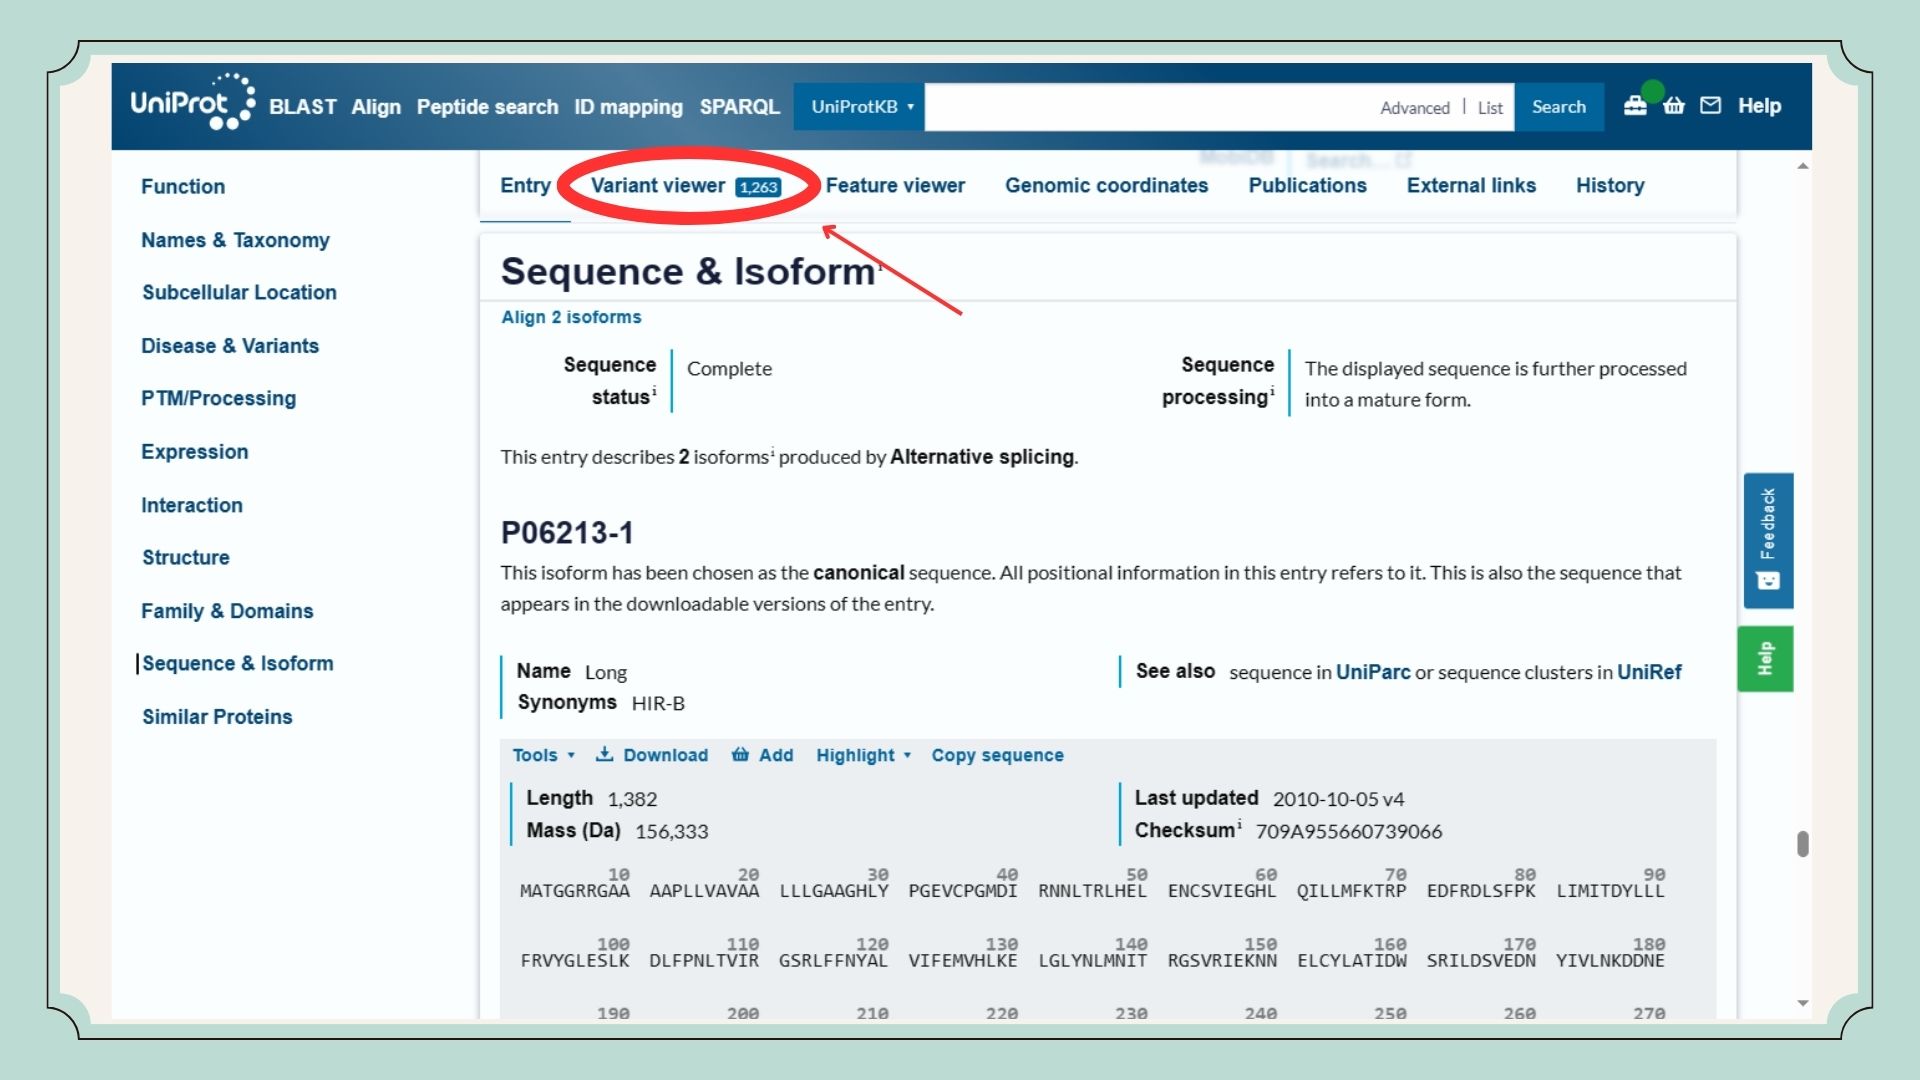 UniProt BLAST Align Peptide search ID mapping SPARQL UniProtKB Advanced | List Search Help
MobiDB Search...
Entry Variant viewer 1,263 Feature viewer Genomic coordinates Publications External links History
Function
Names & Taxonomy
Subcellular Location
Disease & Variants
PTM/Processing
Expression
Interaction
Structure
Family & Domains
Sequence & Isoform
Similar Proteins
Sequence & Isoform i
Align 2 isoforms
Sequence status i Complete
Sequence processing i The displayed sequence is further processed
into a mature form.
This entry describes 2 isoforms i produced by Alternative splicing.
P06213-1
This isoform has been chosen as the canonical sequence. All positional information in this entry refers to it. This is also the sequence that
appears in the downloadable versions of the entry.
Name Long
Synonyms HIR-B
See also sequence in UniParc or sequence clusters in UniRef
Tools Download Add Highlight Copy sequence
Length 1,382
Mass (Da) 156,333
Last updated 2010-10-05 v4
Checksum i 709A955660739066
10 20 30 40 50 60 70 80 90
MATGGRRGAA AAPLLVAVAA LLLGAAGHLY PGEVCPGMDI RNNLTRLHEL ENCSVIEGHL QILLMFKTRP EDFRDLSFPK LIMITDYLLL
100 110 120 130 140 150 160 170 180
FRVYGLESLK DLFPNLTVIR GSRLFFNYAL VIFEMVHLKE LGLYNLMNIT RGSVRIEKNN ELCYLATIDW SRILDSVEDN YIVLNKDDNE
190 200 210 220 230 240 250 260 270
Feedback
Help